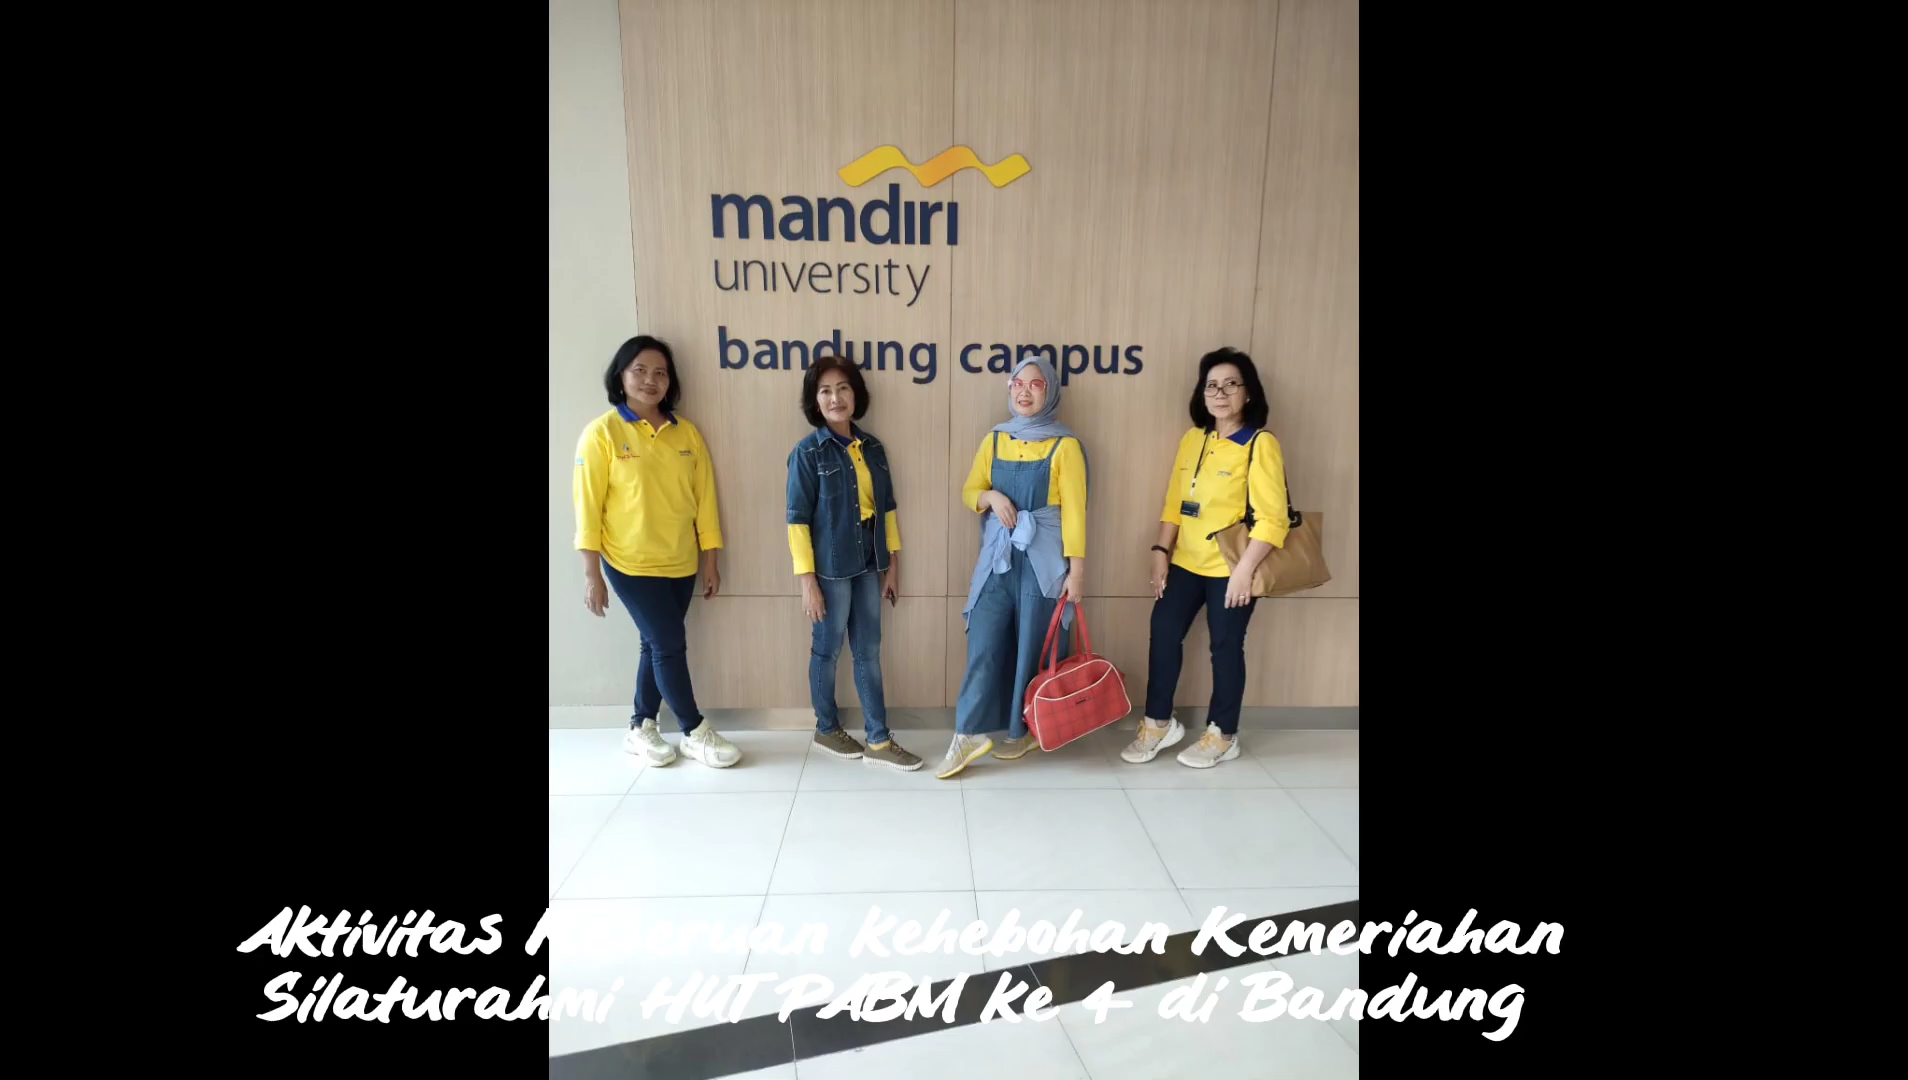 mandiri
university
bandung campus
Aktivitas Keseruan Kehebohan Kemeriahan
Silaturahmi HUT PABM Ke 4 di Bandung